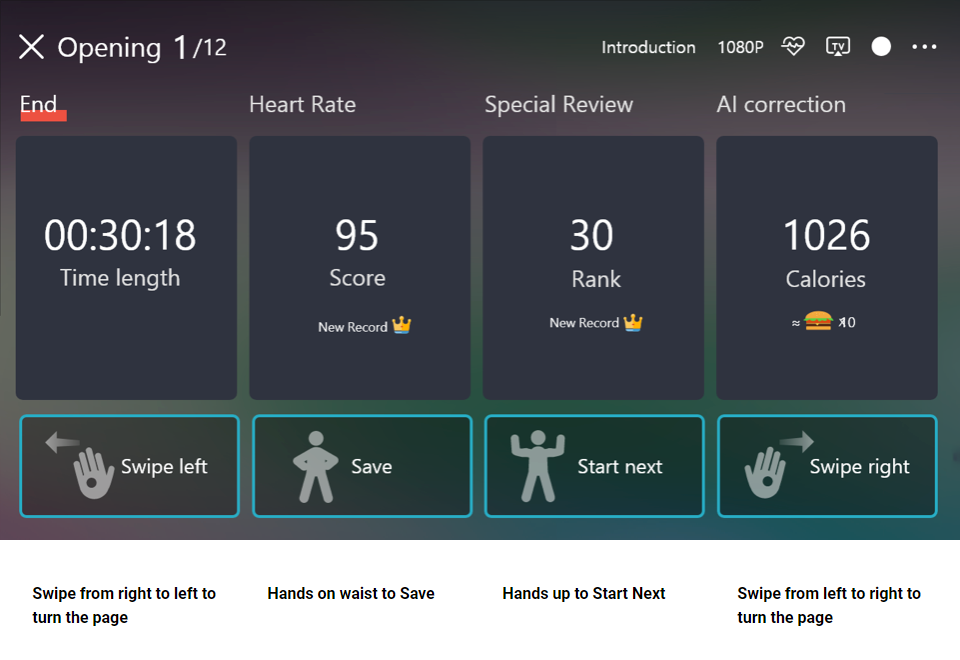 Opening 1/12
Introduction 1080P TV
End Heart Rate Special Review AI correction
00:30:18 95 30 1026
Time length Score Rank Calories
New Record New Record ≈ x10
Swipe left Save Start next Swipe right
Swipe from right to left to turn the page
Hands on waist to Save
Hands up to Start Next
Swipe from left to right to turn the page